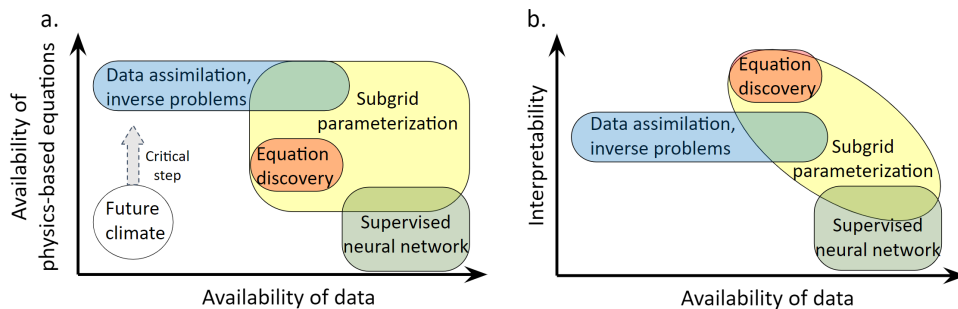 a.
Availability of
physics-based equations
Data assimilation,
inverse problems
Subgrid
parameterization
Critical
step
Equation
discovery
Future
climate
Supervised
neural network
Availability of data
b.
Interpretability
Equation
discovery
Data assimilation,
inverse problems
Subgrid
parameterization
Supervised
neural network
Availability of data